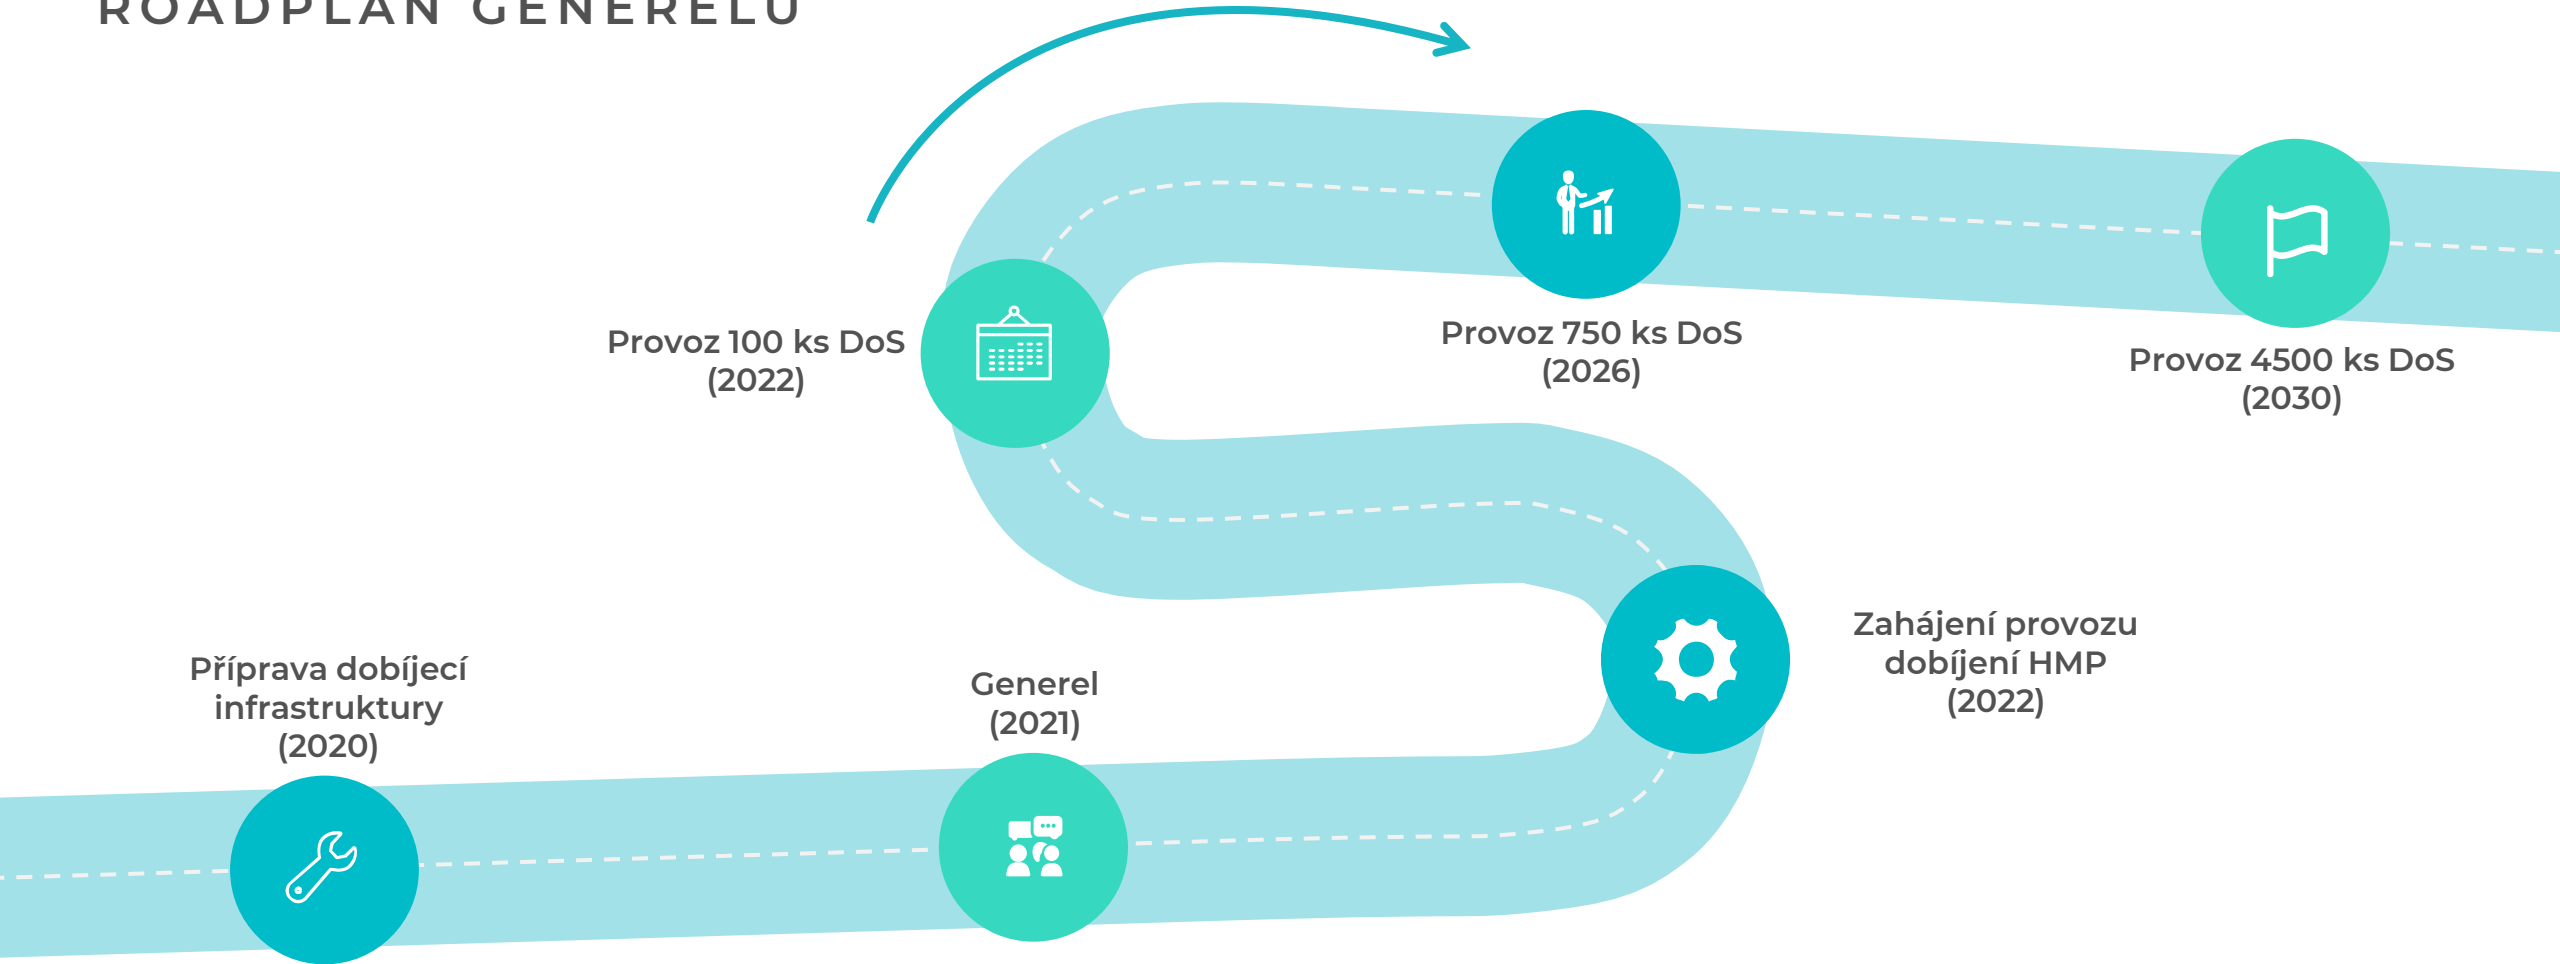 ROADPLÁN GENERELU
Provoz 100 ks DoS
(2022)
Provoz 750 ks DoS
(2026)
Provoz 4500 ks DoS
(2030)
Příprava dobíjecí
infrastruktury
(2020)
Generel
(2021)
Zahájení provozu
dobíjení HMP
(2022)